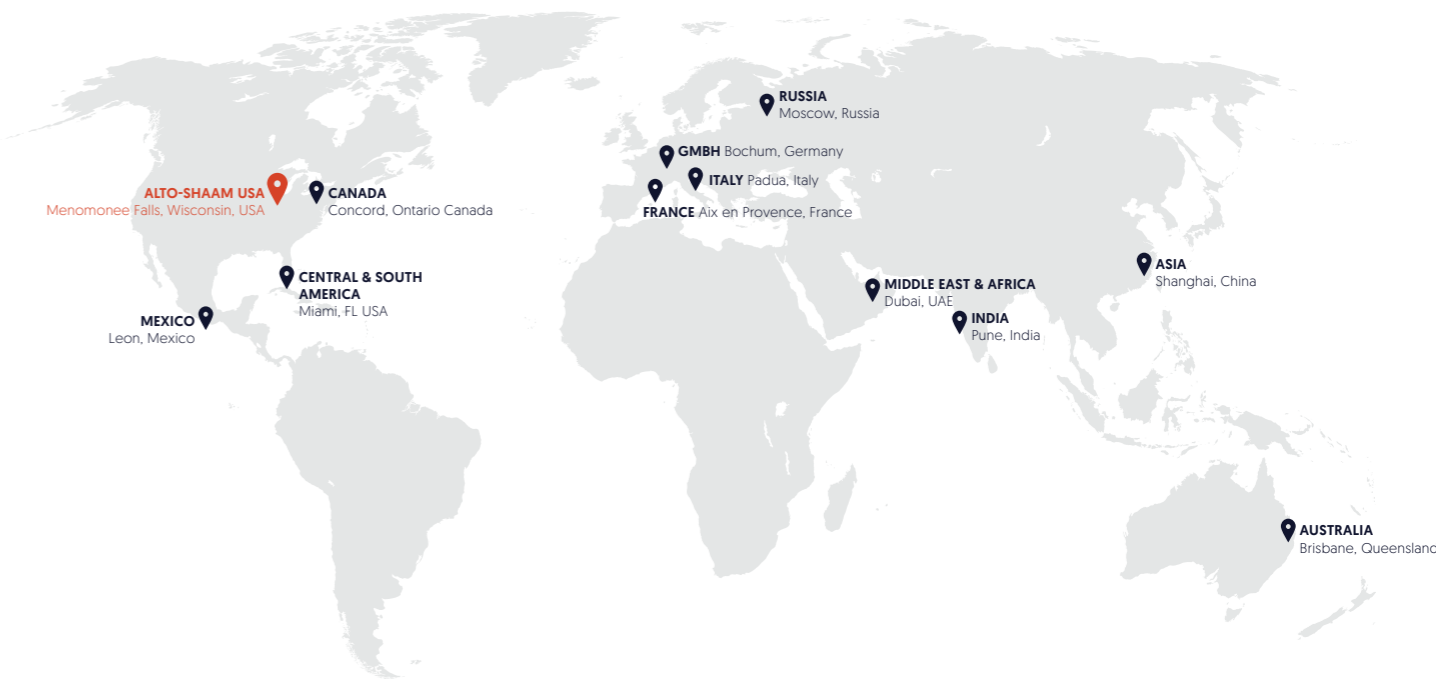 RUSSIA
Moscow, Russia
GMBH Bochum, Germany
ITALY Padua, Italy
ALTO-SHAAM USA
Menomonee Falls, Wisconsin, USA
CANADA
Concord, Ontario Canada
FRANCE Aix en Provence, France
ASIA
Shanghai, China
CENTRAL & SOUTH
AMERICA
Miami, FL USA
MIDDLE EAST & AFRICA
Dubai, UAE
MEXICO
Leon, Mexico
INDIA
Pune, India
AUSTRALIA
Brisbane, Queenslanc